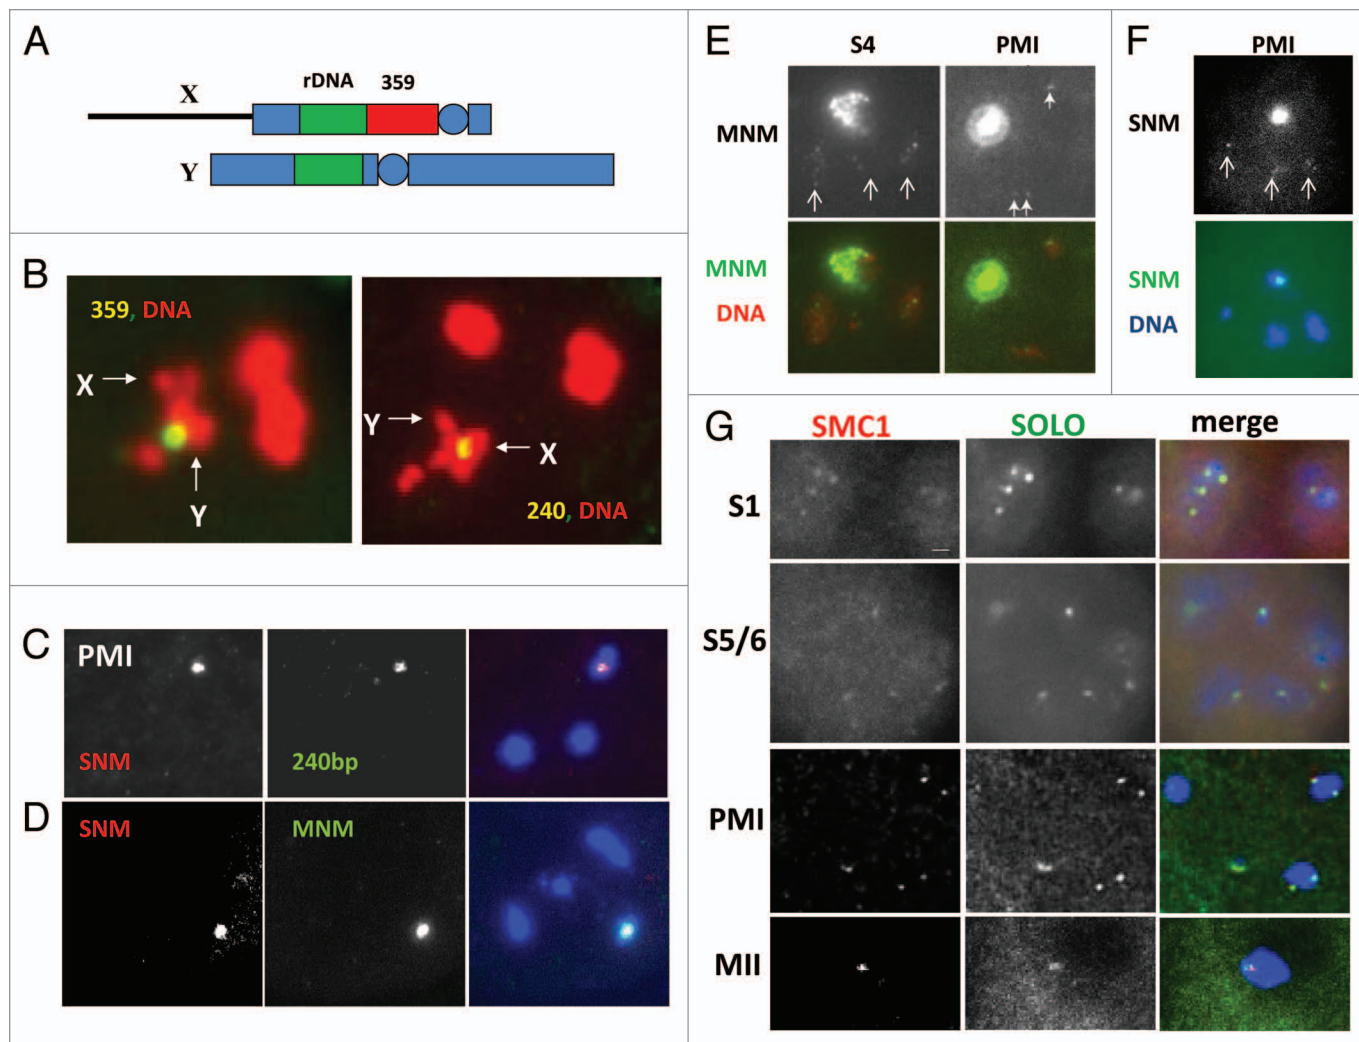 A
X
rDNA
359
Y
B
359, DNA
X
Y
Y
X
240, DNA
C
PMI
SNM
240bp
D
SNM
MNM
E
S4
PMI
MNM
MNM
DNA
F
PMI
SNM
SNM
DNA
G
SMC1
SOLO
merge
S1
S5/6
PMI
MII